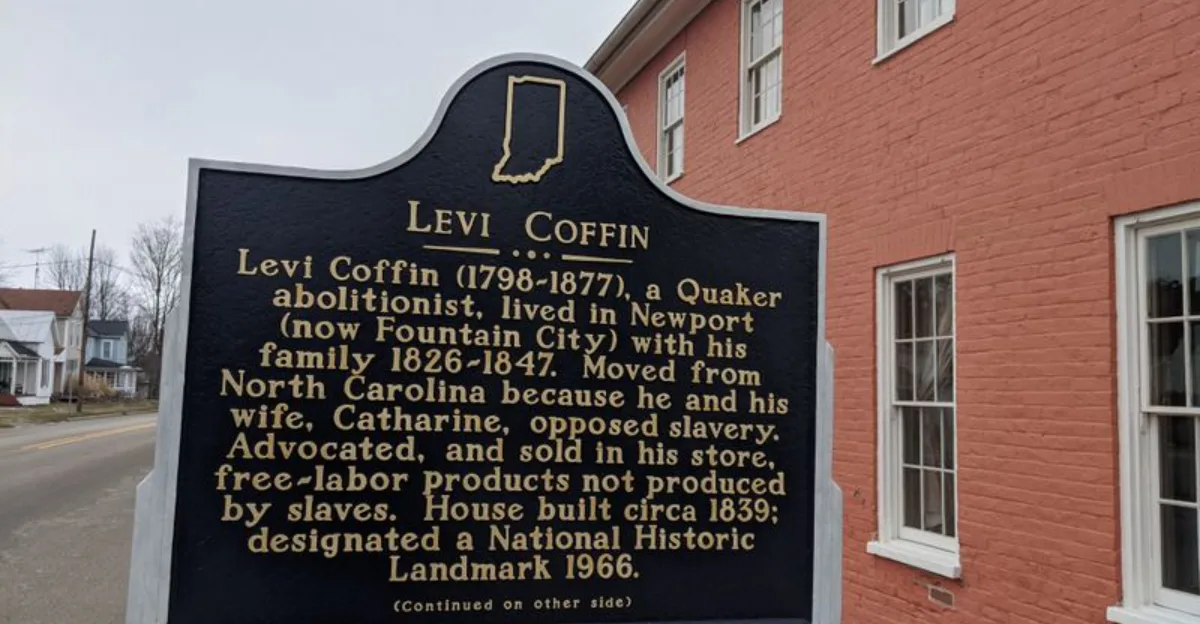 Levi Coffin
Levi Coffin (1798-1877), a Quaker
abolitionist, lived in Newport
(now Fountain City) with his
family 1826-1847. Moved from
North Carolina because he and his
wife, Catharine, opposed slavery.
Advocated, and sold in his store,
free-labor products not produced
by slaves. House built circa 1839;
designated a National Historic
Landmark 1966.
(Continued on other side)